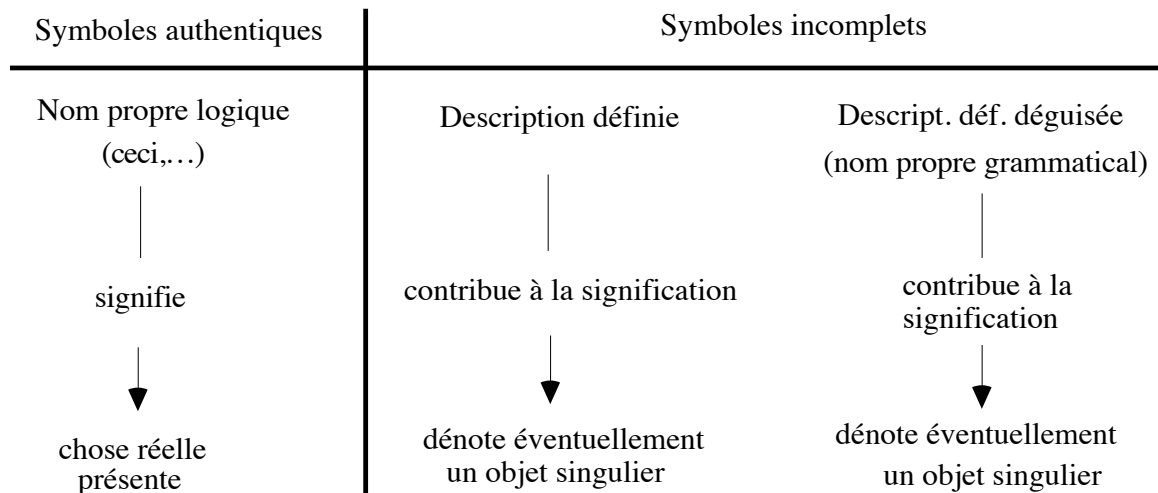 Symboles authentiques
Symboles incomplets
Nom propre logique
(ceci,…)
signifie
chose réelle
présente
Description définie
contribue à la signification
dénote éventuellement
un objet singulier
Descript. déf. déguisée
(nom propre grammatical)
contribue à la
signification
dénote éventuellement
un objet singulier